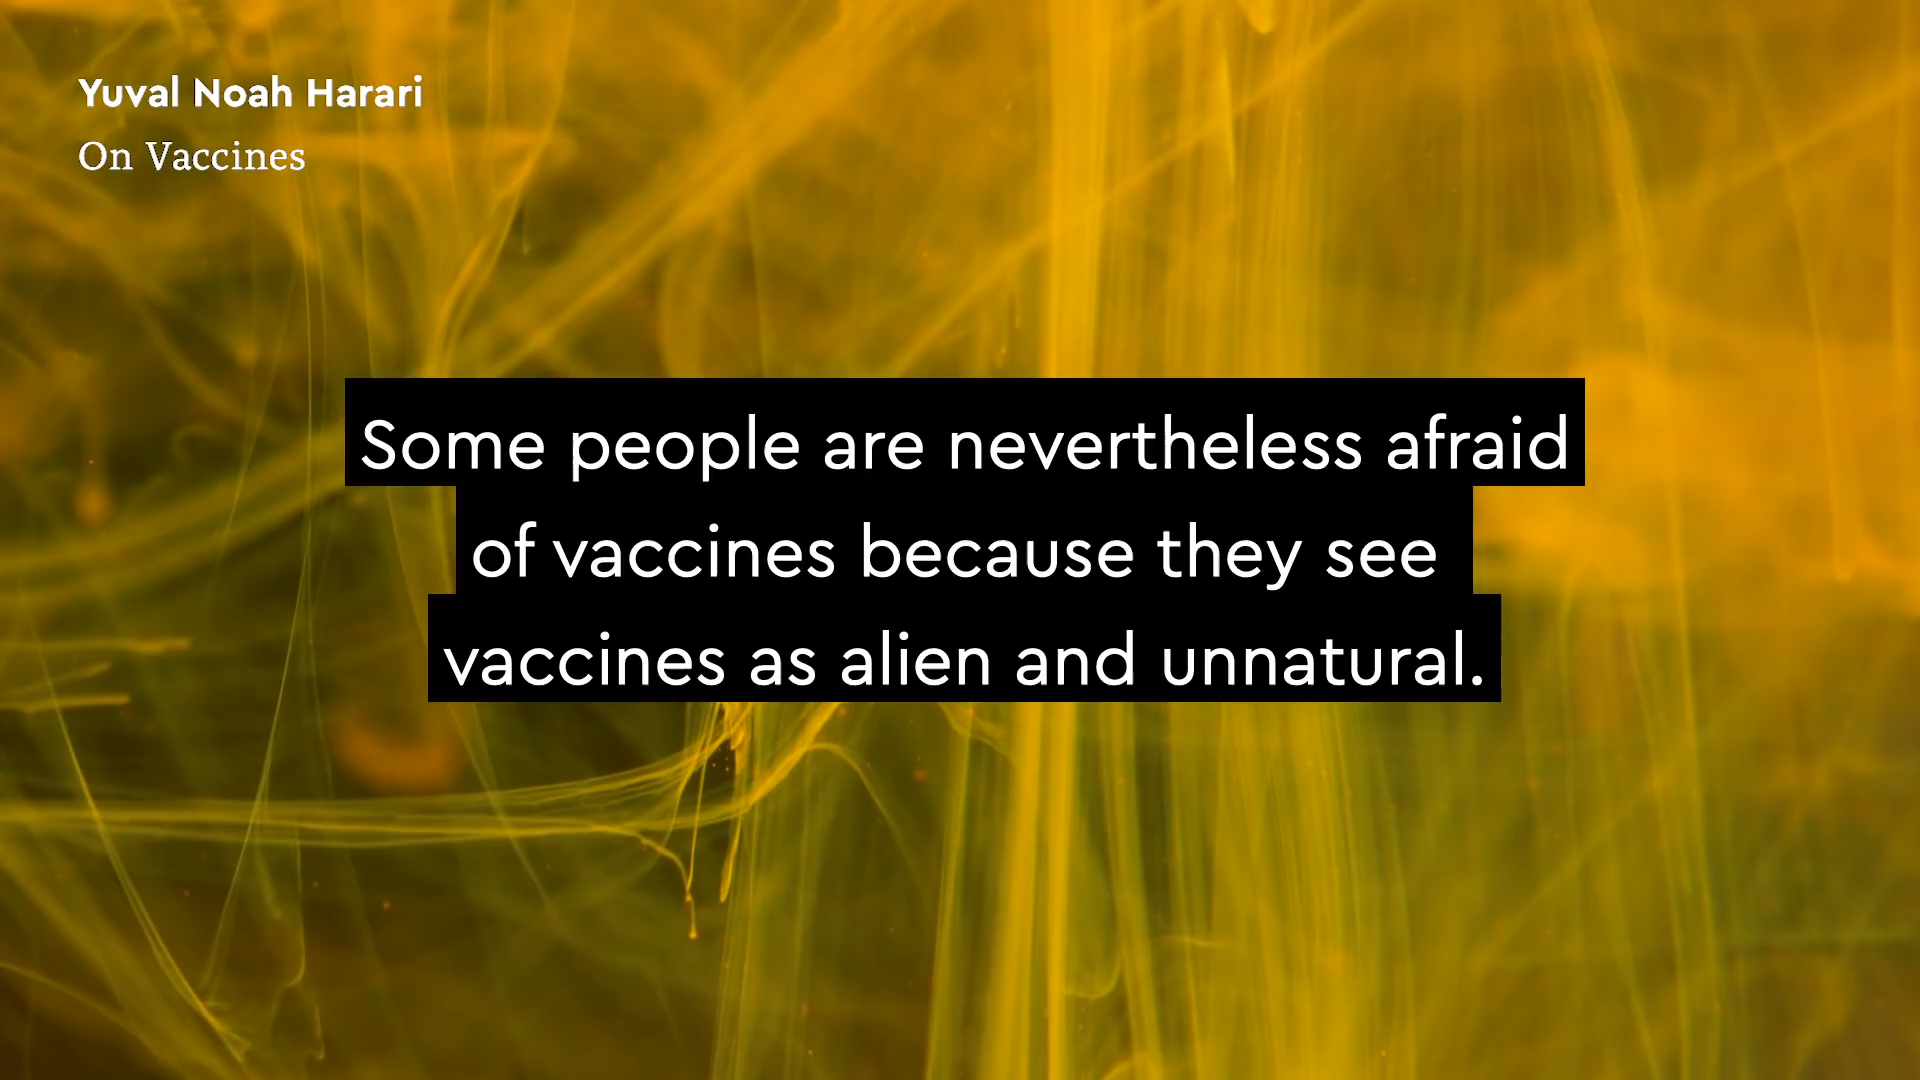 Yuval Noah Harari
On Vaccines
Some people are nevertheless afraid
of vaccines because they see
vaccines as alien and unnatural.